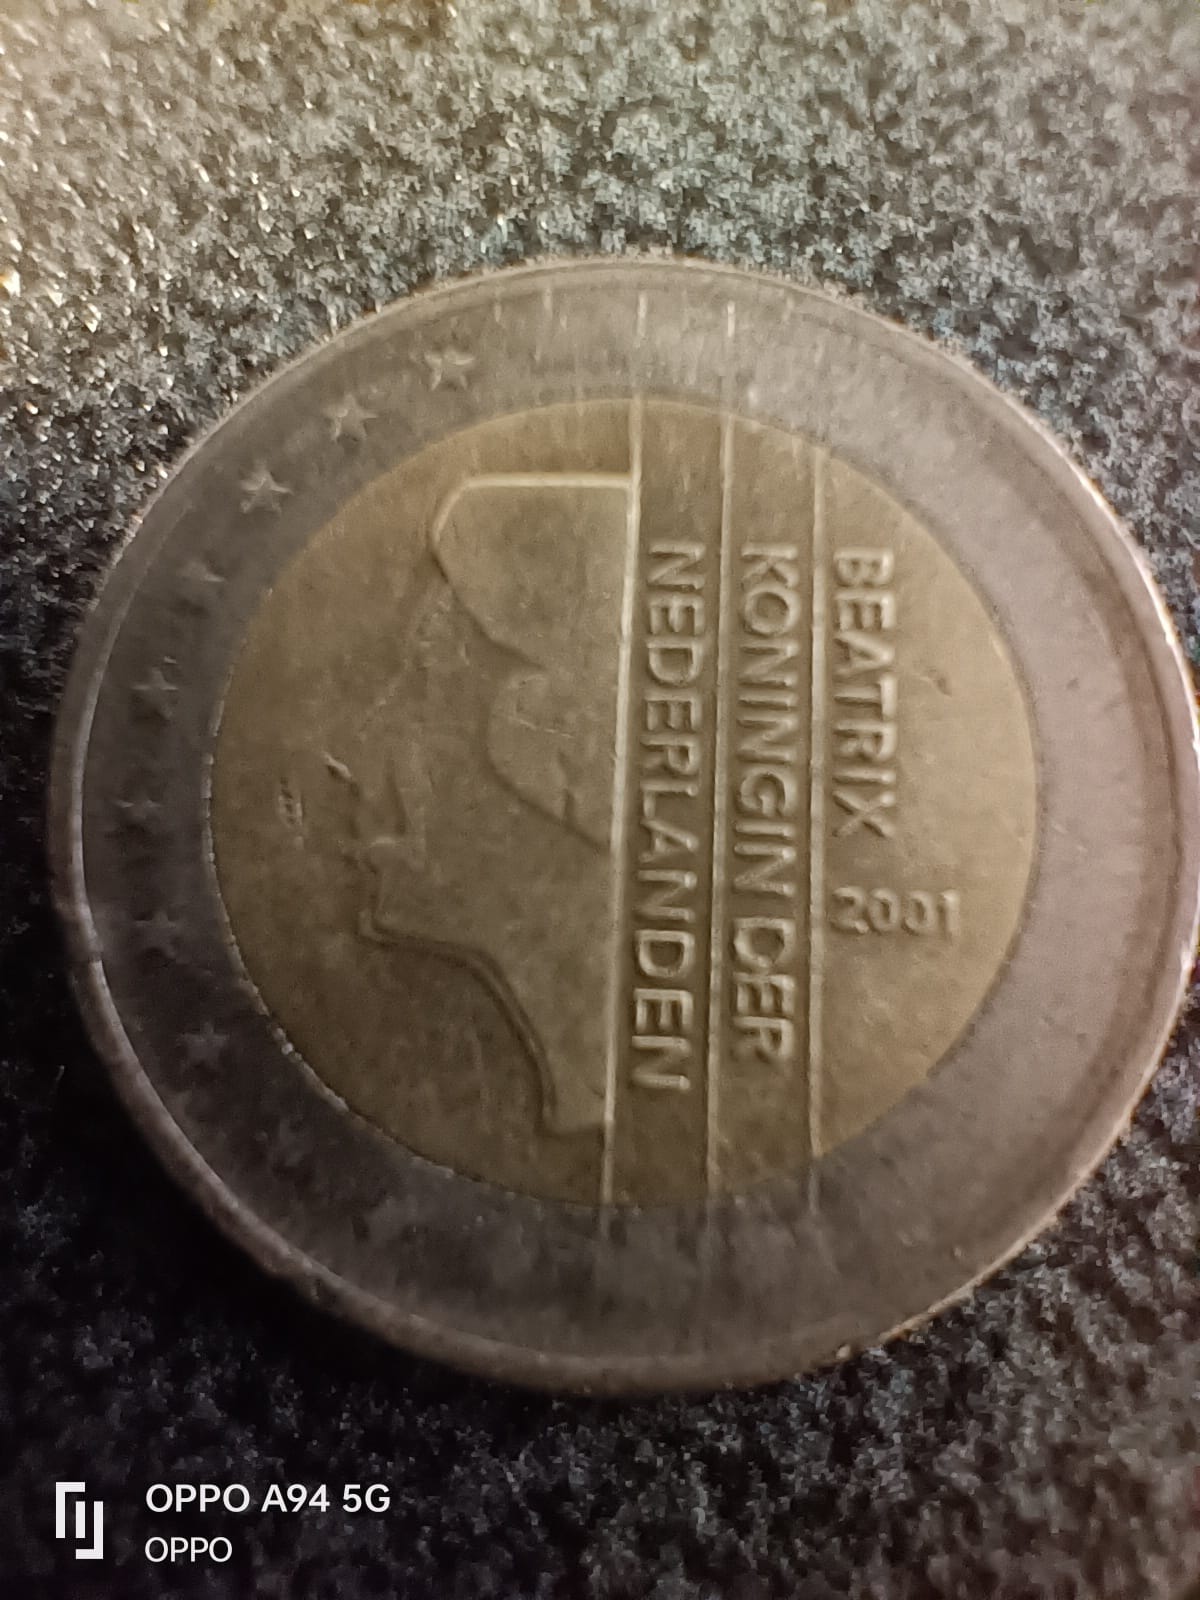 BEATRIX 2001
KONINGIN DER
NEDERLANDEN
OPPO A94 5G
OPPO